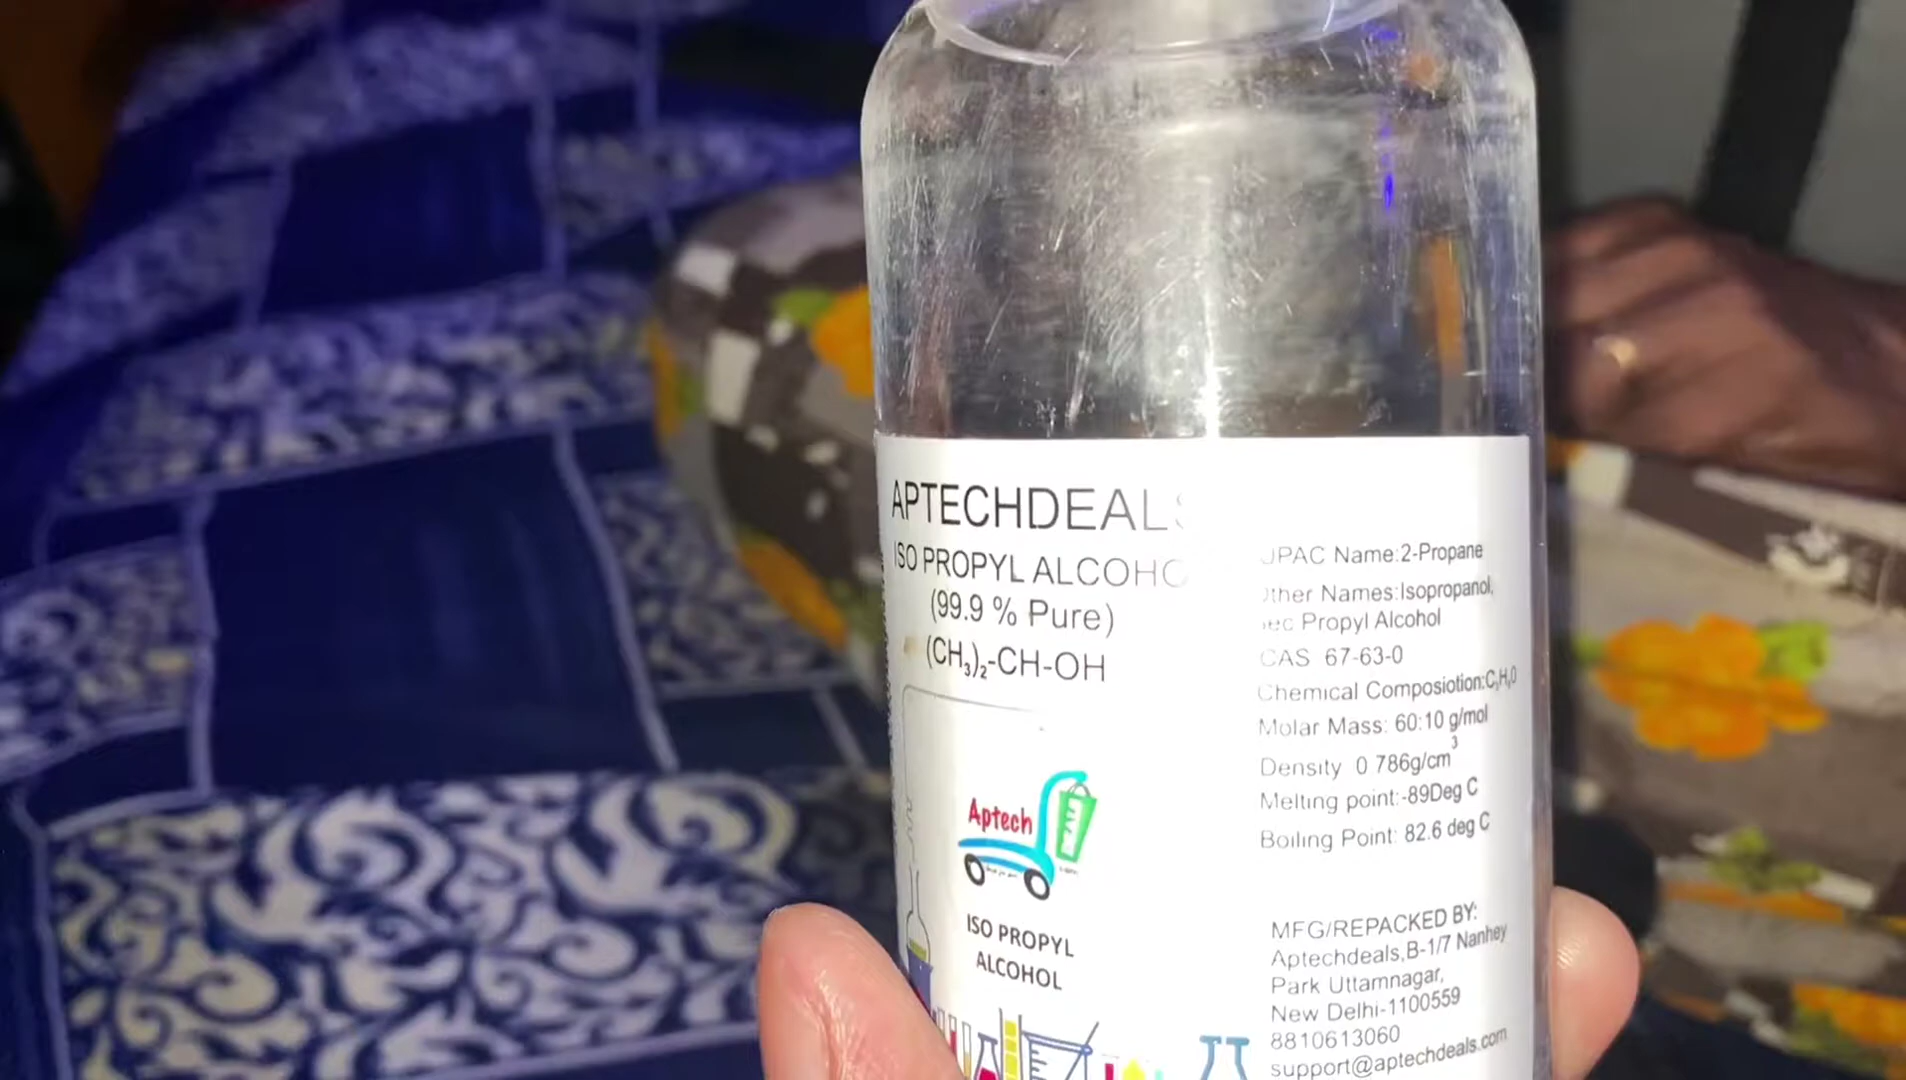 APTECHDEALS
ISO PROPYL ALCOHO
(99.9 % Pure)
(CH₃)₂-CH-OH
Aptech
ISO PROPYL
ALCOHOL
UPAC Name:2-Propane
Other Names:Isopropanol,
sec Propyl Alcohol
CAS 67-63-0
Chemical Composiotion:C₃H₈O
Molar Mass: 60:10 g/mol
Density 0 786g/cm³
Melting point:-89Deg C
Boiling Point: 82.6 deg C
MFG/REPACKED BY:
Aptechdeals,B-1/7 Nanhey
Park Uttamnagar,
New Delhi-1100559
8810613060
support@aptechdeals.com